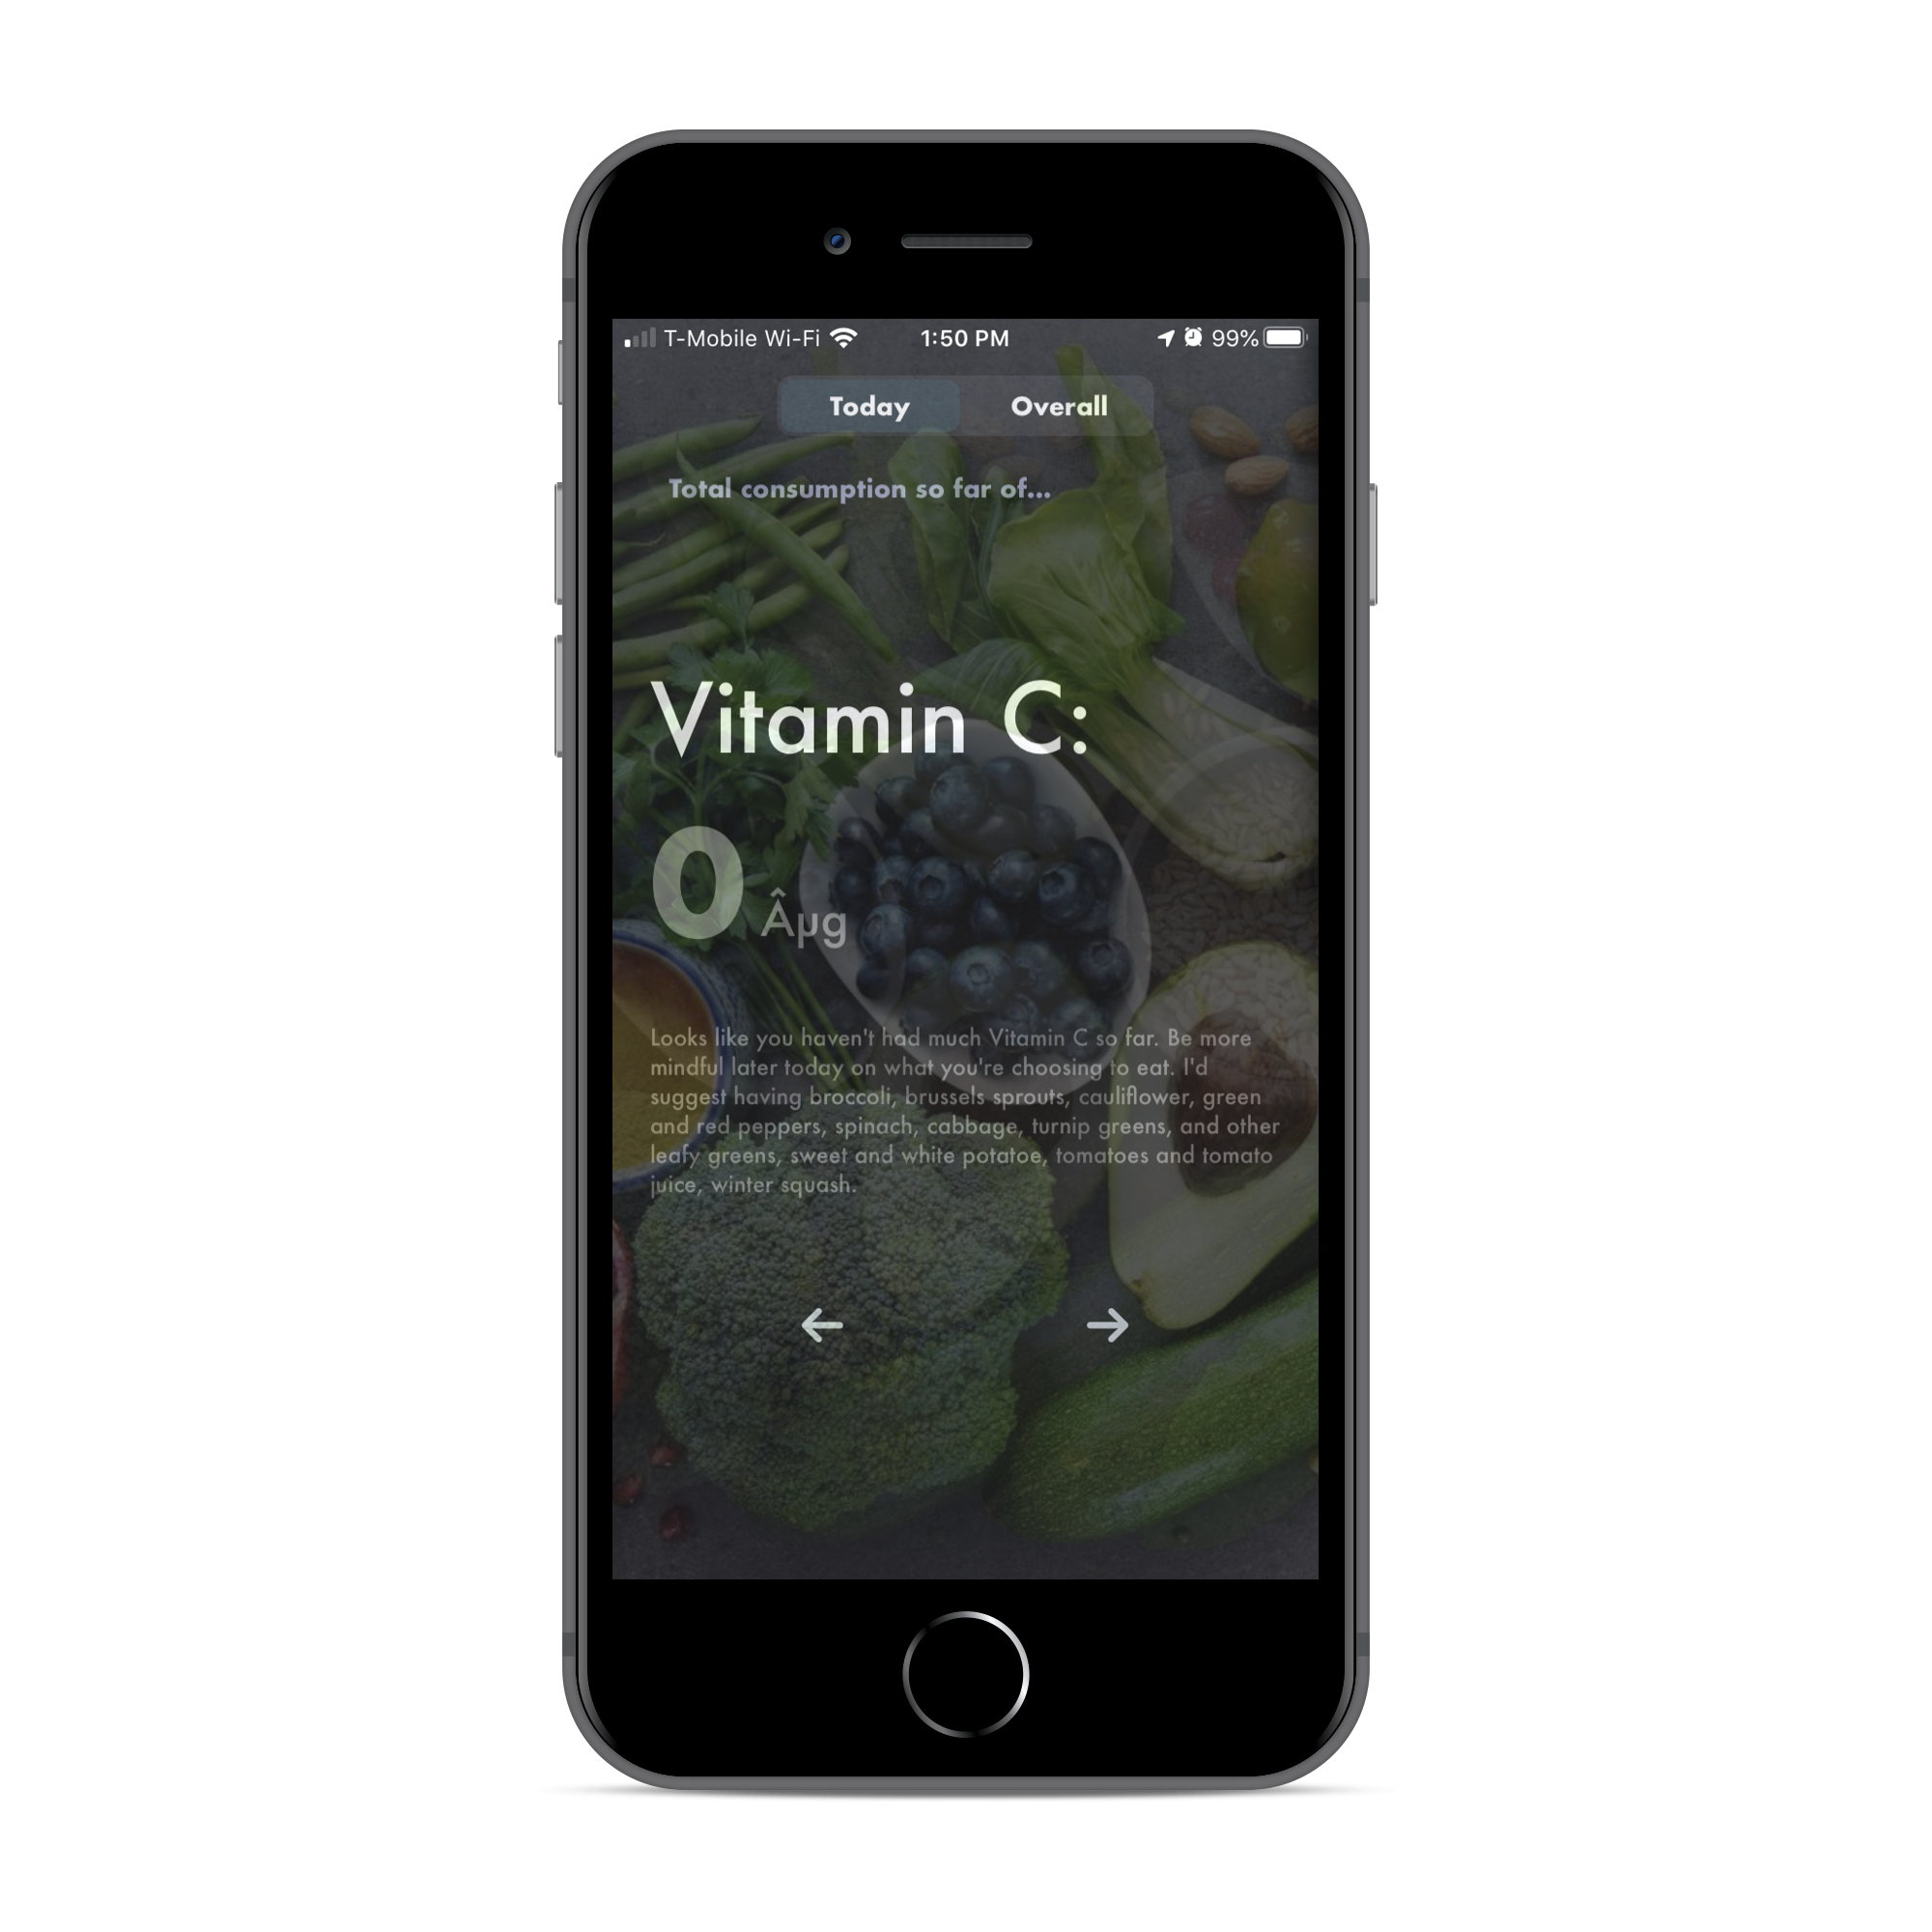 T-Mobile Wi-Fi 1:50 PM 99%
Today Overall
Total consumption so far of...
Vitamin C:
0 Âµg
Looks like you haven't had much Vitamin C so far. Be more
mindful later today on what you're choosing to eat. I'd
suggest having broccoli, brussels sprouts, cauliflower, green
and red peppers, spinach, cabbage, turnip greens, and other
leafy greens, sweet and white potatoe, tomatoes and tomato
juice, winter squash.